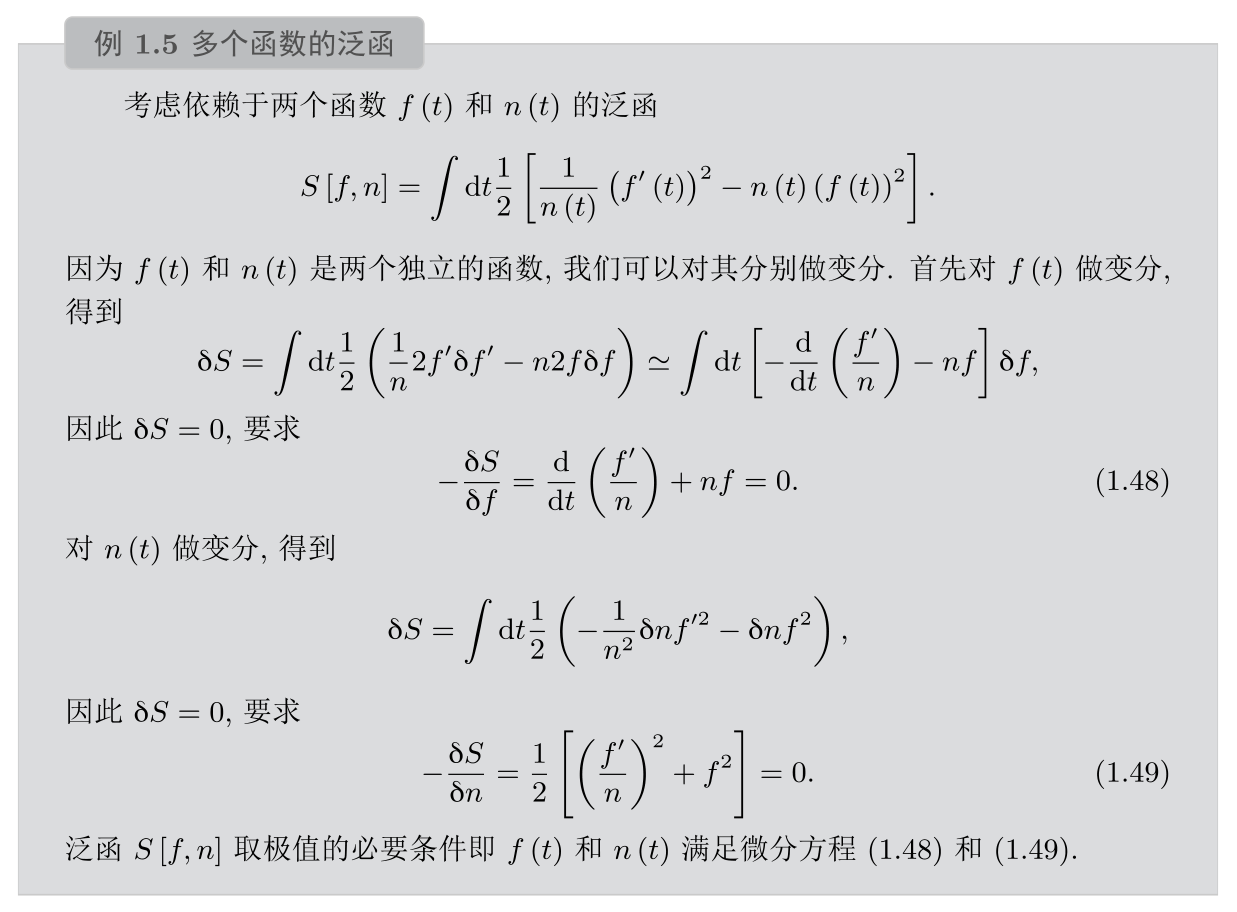 例 1.5 多个函数的泛函
考虑依赖于两个函数 $f(t)$ 和 $n(t)$ 的泛函
$$S[f,n] = \int \mathrm{d}t \frac{1}{2} \left[ \frac{1}{n(t)} \left(f'(t)\right)^2 - n(t) \left(f(t)\right)^2 \right].$$
因为 $f(t)$ 和 $n(t)$ 是两个独立的函数, 我们可以对其分别做变分. 首先对 $f(t)$ 做变分,
得到
$$\delta S = \int \mathrm{d}t \frac{1}{2} \left( \frac{1}{n} 2f' \delta f' - n2f \delta f \right) \simeq \int \mathrm{d}t \left[ -\frac{\mathrm{d}}{\mathrm{d}t} \left( \frac{f'}{n} \right) - nf \right] \delta f,$$
因此 $\delta S = 0$, 要求
$$-\frac{\delta S}{\delta f} = \frac{\mathrm{d}}{\mathrm{d}t} \left( \frac{f'}{n} \right) + nf = 0. \quad (1.48)$$
对 $n(t)$ 做变分, 得到
$$\delta S = \int \mathrm{d}t \frac{1}{2} \left( -\frac{1}{n^2} \delta n f'^2 - \delta n f^2 \right),$$
因此 $\delta S = 0$, 要求
$$-\frac{\delta S}{\delta n} = \frac{1}{2} \left[ \left( \frac{f'}{n} \right)^2 + f^2 \right] = 0. \quad (1.49)$$
泛函 $S[f,n]$ 取极值的必要条件即 $f(t)$ 和 $n(t)$ 满足微分方程 (1.48) 和 (1.49).